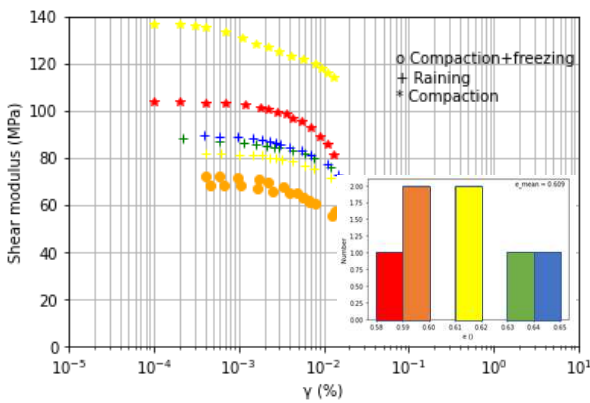 140
120
100
80
60
40
20
0
Shear modulus (MPa)
o Compaction+freezing
+ Raining
* Compaction
e_mean = 0.609
2.00
1.75
1.50
1.25
1.00
0.75
0.50
0.25
0.00
Number
0.58 0.59 0.60 0.61 0.62 0.63 0.64 0.65
e ()
10⁻⁵ 10⁻⁴ 10⁻³ 10⁻² 10⁻¹ 10⁰ 10¹
γ (%)